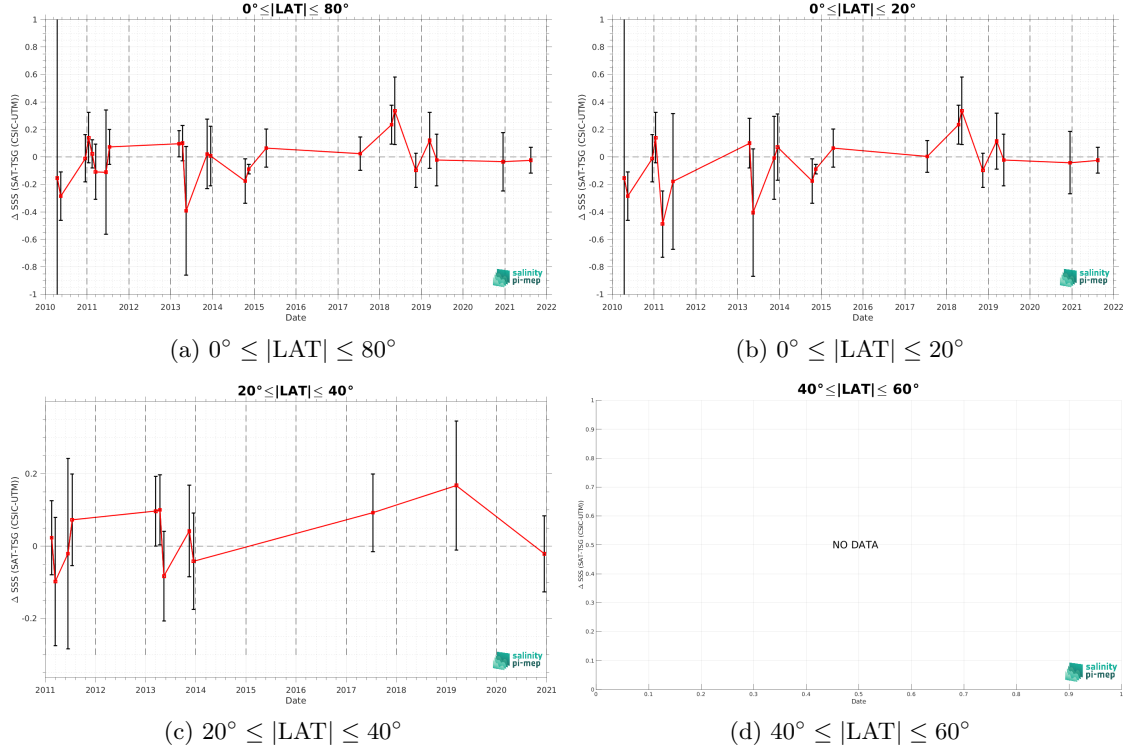 0°≤|LAT|≤ 80°
Δ SSS (SAT-TSG (CSIC-UTM))
1
0.8
0.6
0.4
0.2
0
-0.2
-0.4
-0.6
-0.8
-1
2010 2011 2012 2013 2014 2015 2016 2017 2018 2019 2020 2021 2022
Date
salinity
pi-mep
(a) 0° ≤ |LAT| ≤ 80°
0°≤|LAT|≤ 20°
Δ SSS (SAT-TSG (CSIC-UTM))
1
0.8
0.6
0.4
0.2
0
-0.2
-0.4
-0.6
-0.8
-1
2010 2011 2012 2013 2014 2015 2016 2017 2018 2019 2020 2021 2022
Date
salinity
pi-mep
(b) 0° ≤ |LAT| ≤ 20°
20°≤|LAT|≤ 40°
Δ SSS (SAT-TSG (CSIC-UTM))
0.2
0
-0.2
2011 2012 2013 2014 2015 2016 2017 2018 2019 2020 2021
Date
salinity
pi-mep
(c) 20° ≤ |LAT| ≤ 40°
40°≤|LAT|≤ 60°
Δ SSS (SAT-TSG (CSIC-UTM))
1
0.9
0.8
0.7
0.6
0.5
0.4
0.3
0.2
0.1
0
NO DATA
0 0.1 0.2 0.3 0.4 0.5 0.6 0.7 0.8 0.9 1
Date
salinity
pi-mep
(d) 40° ≤ |LAT| ≤ 60°